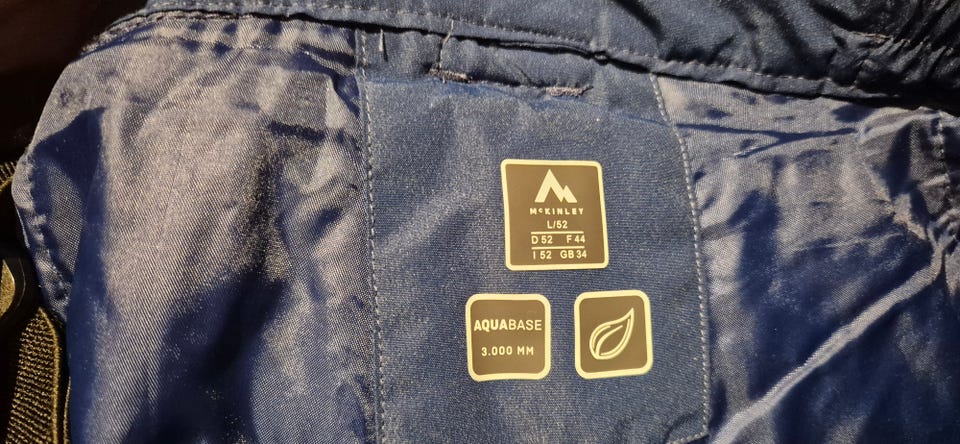 McKINLEY
L/52
D 52 F 44
I 52 GB 34
AQUABASE
3.000 MM